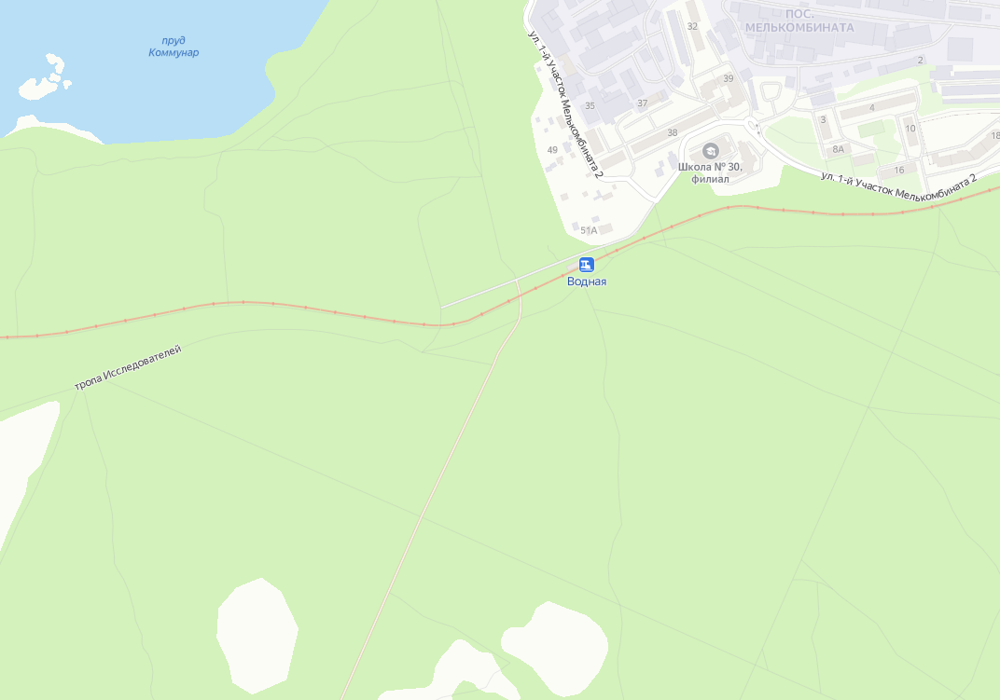 ПОС.
МЕЛЬКОМБИНАТА
32
пруд
Коммунар
2
39
ул. 1-й Участок Мелькомбината 2
37
35
4
3
10
38
18
49
8А
Школа № 30,
филиал
16
ул. 1-й Участок Мелькомбината 2
51А
Водная
тропа Исследователей